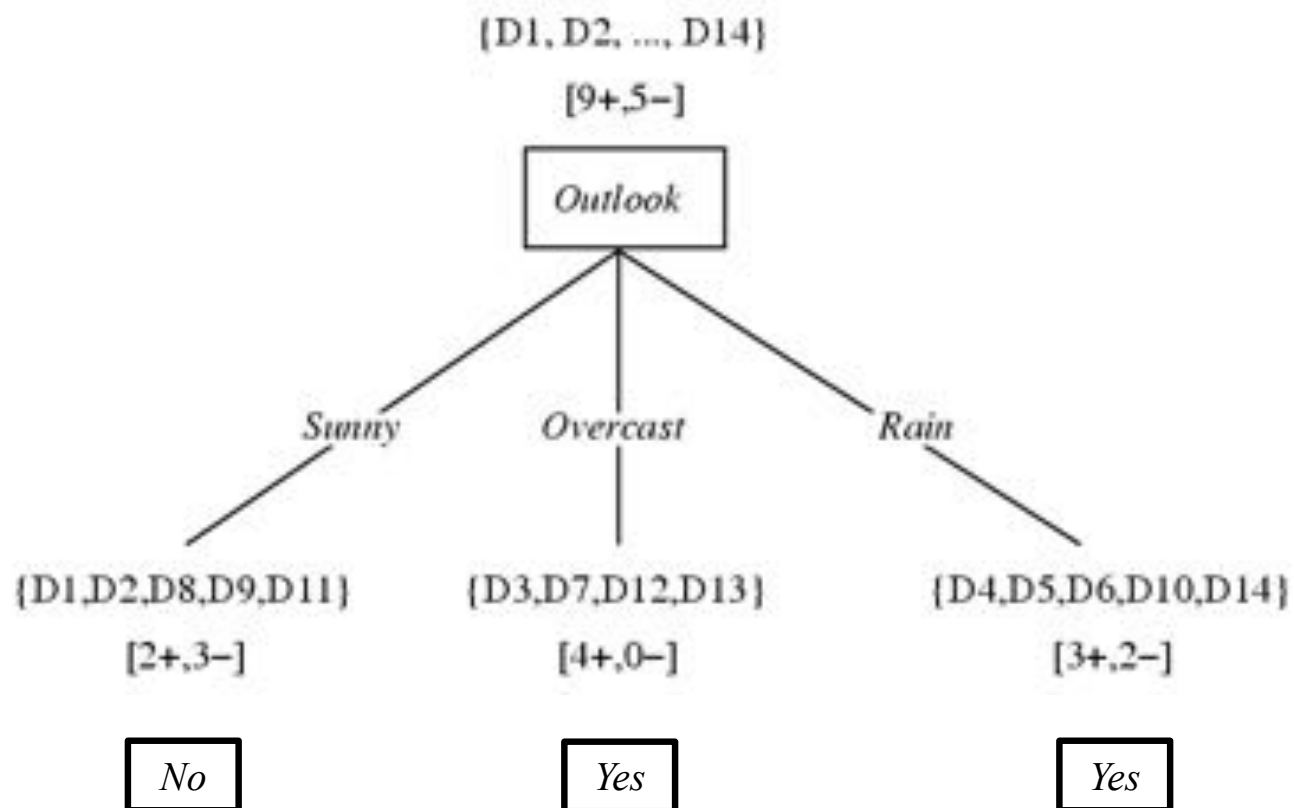 {D1, D2, ..., D14}
[9+,5−]
Outlook
Sunny
Overcast
Rain
{D1,D2,D8,D9,D11}
{D3,D7,D12,D13}
{D4,D5,D6,D10,D14}
[2+,3−]
[4+,0−]
[3+,2−]
No
Yes
Yes